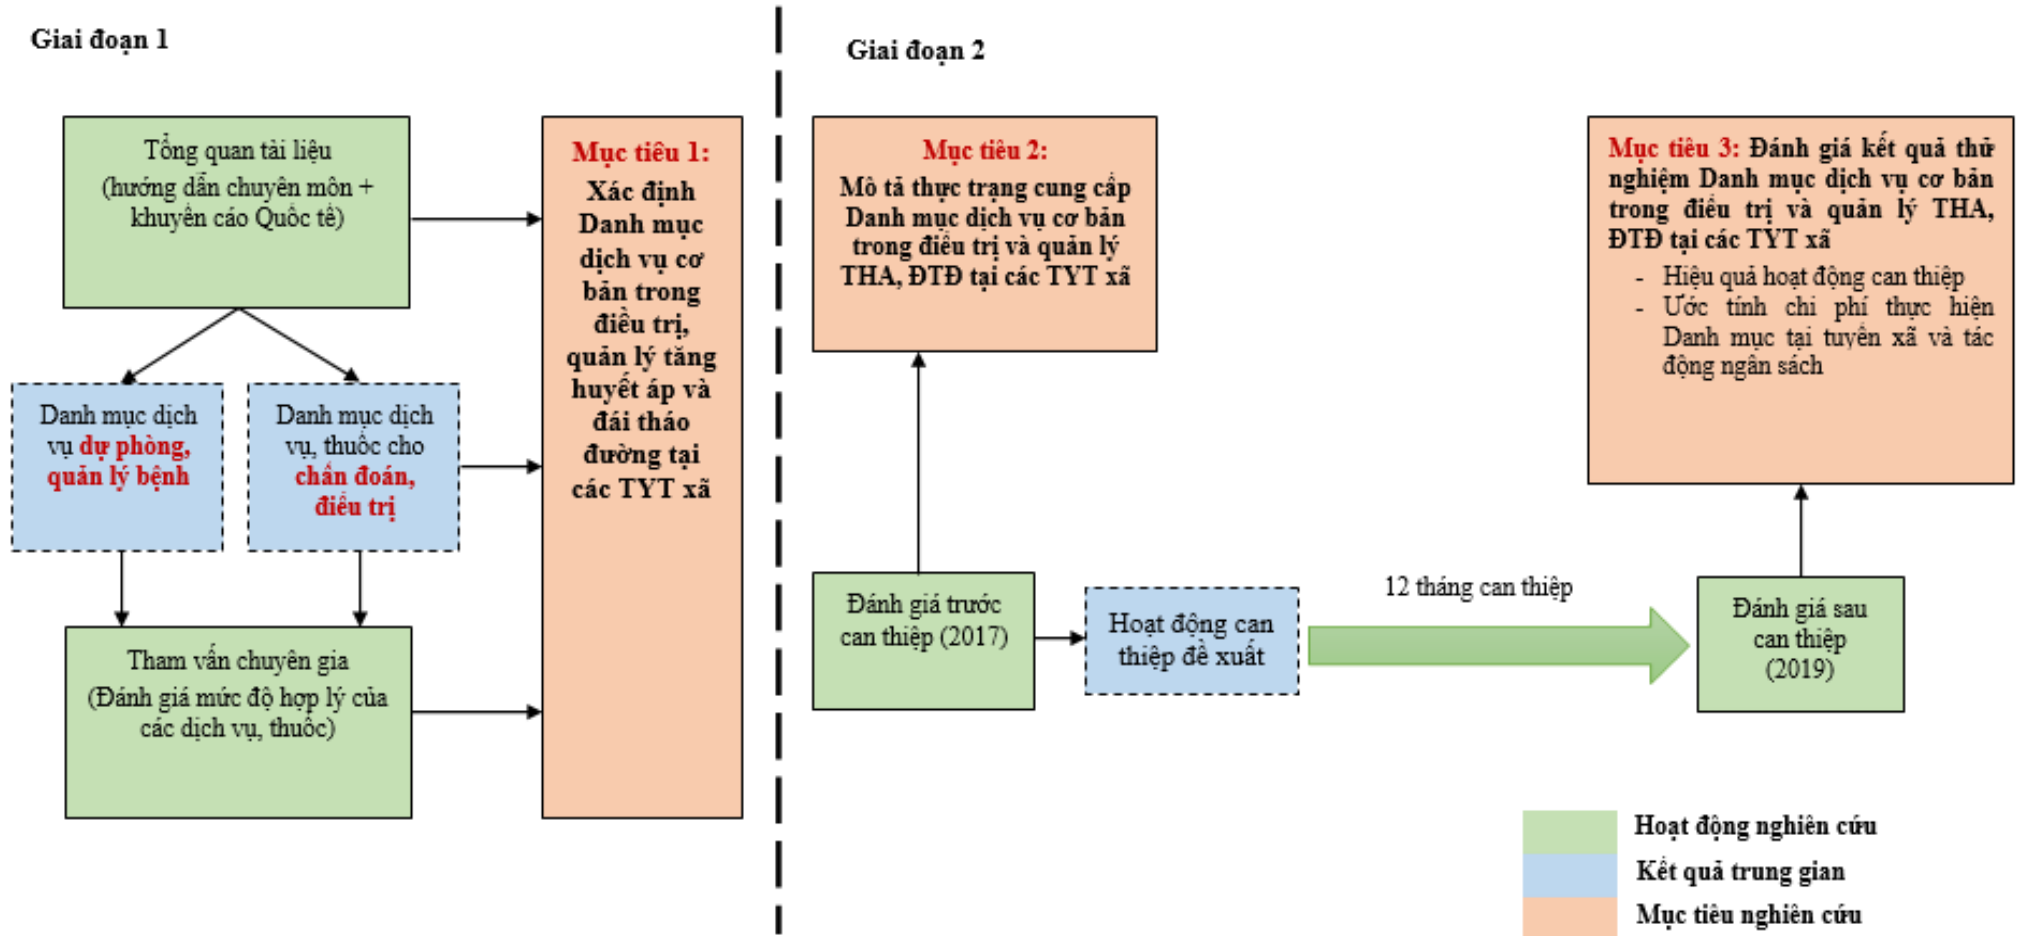 Giai đoạn 1
Tổng quan tài liệu
(hướng dẫn chuyên môn +
khuyến cáo Quốc tế)
Danh mục dịch
vụ dự phòng,
quản lý bệnh
Danh mục dịch
vụ, thuốc cho
chẩn đoán,
điều trị
Tham vấn chuyên gia
(Đánh giá mức độ hợp lý của
các dịch vụ, thuốc)
Mục tiêu 1:
Xác định
Danh mục
dịch vụ cơ
bản trong
điều trị,
quản lý tăng
huyết áp và
đái tháo
đường tại
các TYT xã
Giai đoạn 2
Mục tiêu 2:
Mô tả thực trạng cung cấp
Danh mục dịch vụ cơ bản
trong điều trị và quản lý
THA, ĐTĐ tại các TYT xã
Đánh giá trước
can thiệp (2017)
Hoạt động can
thiệp đề xuất
12 tháng can thiệp
Mục tiêu 3: Đánh giá kết quả thử
nghiệm Danh mục dịch vụ cơ bản
trong điều trị và quản lý THA,
ĐTĐ tại các TYT xã
- Hiệu quả hoạt động can thiệp
- Ước tính chi phí thực hiện
Danh mục tại tuyến xã và tác
động ngân sách
Đánh giá sau
can thiệp
(2019)
Hoạt động nghiên cứu
Kết quả trung gian
Mục tiêu nghiên cứu